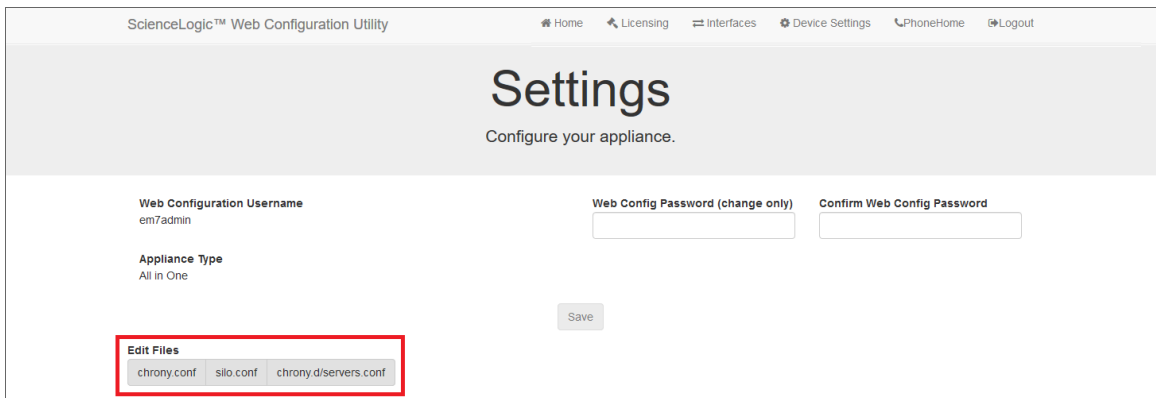 ScienceLogic™ Web Configuration Utility Home Licensing Interfaces Device Settings PhoneHome Logout
Settings
Configure your appliance.
Web Configuration Username Web Config Password (change only) Confirm Web Config Password
em7admin
Appliance Type
All in One
Save
Edit Files
chrony.conf silo.conf chrony.d/servers.conf